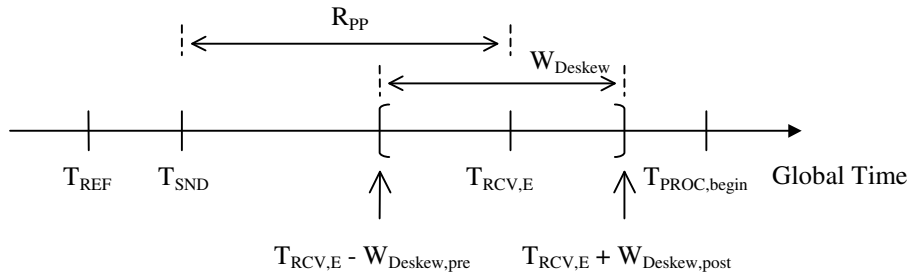 R_PP
W_Deskew
T_REF T_SND T_RCV,E T_PROC,begin Global Time
T_RCV,E - W_Deskew,pre T_RCV,E + W_Deskew,post